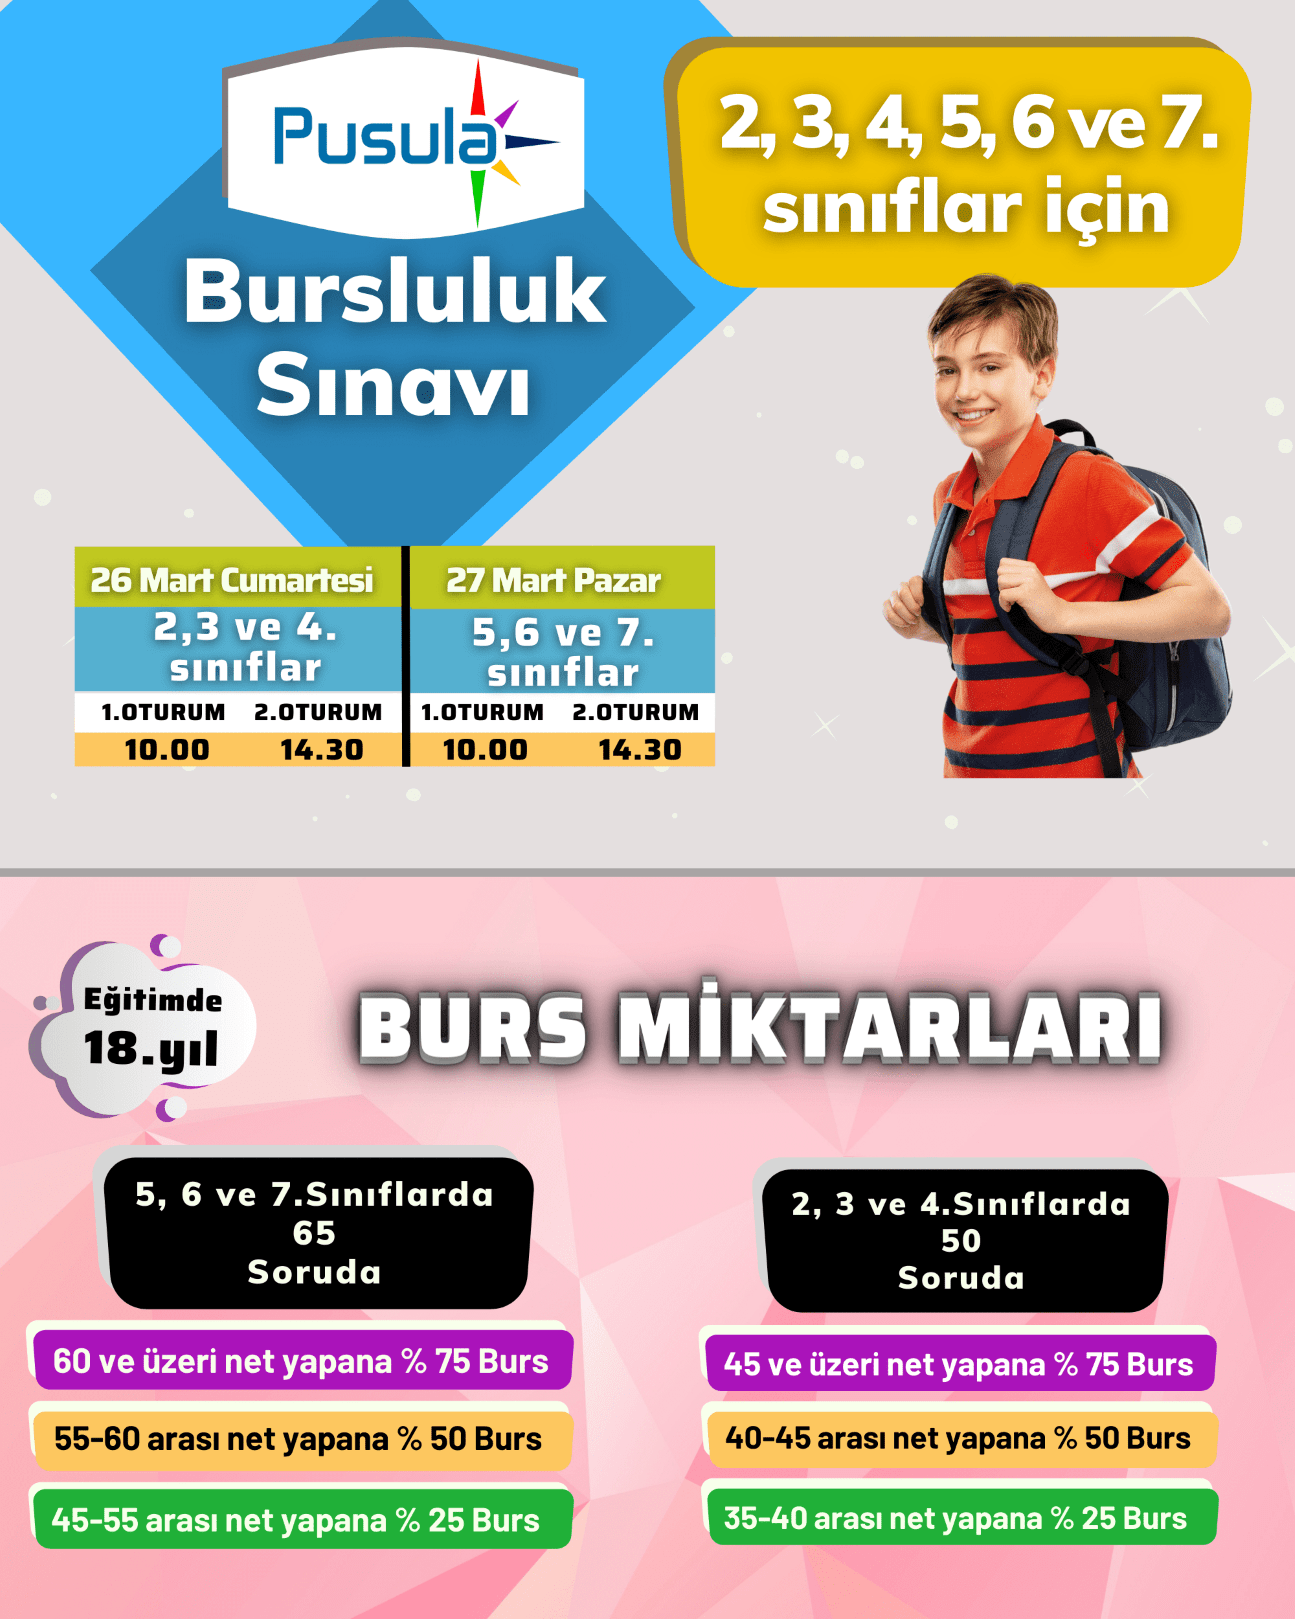 Pusula
Bursluluk
Sınavı
2, 3, 4, 5, 6 ve 7.
sınıflar için
26 Mart Cumartesi
2,3 ve 4.
sınıflar
1.OTURUM 2.OTURUM
10.00 14.30
27 Mart Pazar
5,6 ve 7.
sınıflar
1.OTURUM 2.OTURUM
10.00 14.30
Eğitimde
18.yıl
BURS MİKTARLARI
5, 6 ve 7.Sınıflarda
65
Soruda
60 ve üzeri net yapana % 75 Burs
55-60 arası net yapana % 50 Burs
45-55 arası net yapana % 25 Burs
2, 3 ve 4.Sınıflarda
50
Soruda
45 ve üzeri net yapana % 75 Burs
40-45 arası net yapana % 50 Burs
35-40 arası net yapana % 25 Burs